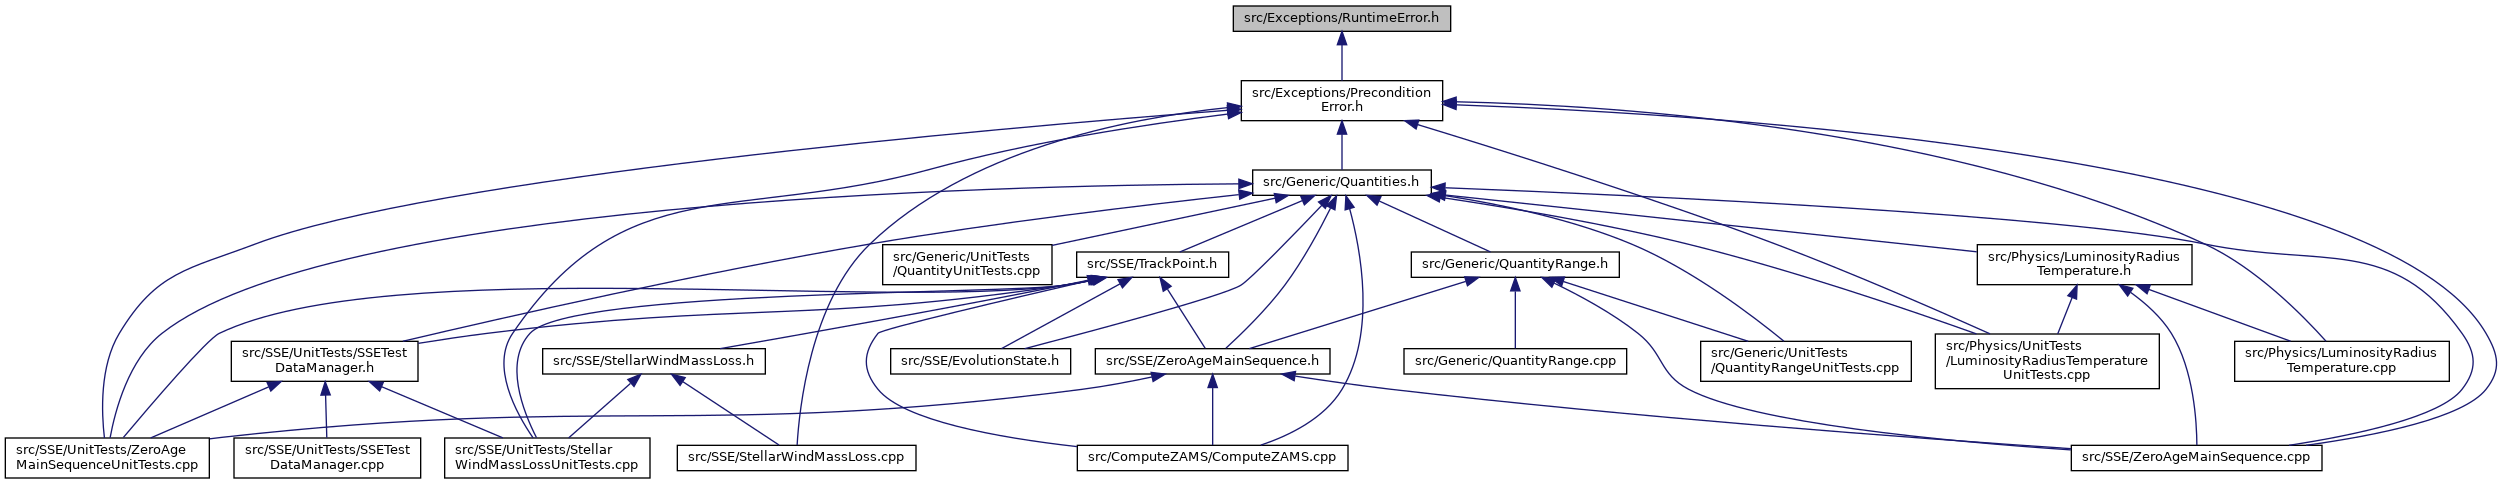 src/Exceptions/RuntimeError.h
src/Exceptions/Precondition
Error.h
src/Generic/Quantities.h
src/Generic/UnitTests
/QuantityUnitTests.cpp
src/SSE/TrackPoint.h
src/Generic/QuantityRange.h
src/Physics/LuminosityRadius
Temperature.h
src/SSE/UnitTests/SSETest
DataManager.h
src/SSE/StellarWindMassLoss.h
src/SSE/EvolutionState.h
src/SSE/ZeroAgeMainSequence.h
src/Generic/QuantityRange.cpp
src/Generic/UnitTests
/QuantityRangeUnitTests.cpp
src/Physics/UnitTests
/LuminosityRadiusTemperature
UnitTests.cpp
src/Physics/LuminosityRadius
Temperature.cpp
src/SSE/UnitTests/ZeroAge
MainSequenceUnitTests.cpp
src/SSE/UnitTests/SSETest
DataManager.cpp
src/SSE/UnitTests/Stellar
WindMassLossUnitTests.cpp
src/SSE/StellarWindMassLoss.cpp
src/ComputeZAMS/ComputeZAMS.cpp
src/SSE/ZeroAgeMainSequence.cpp